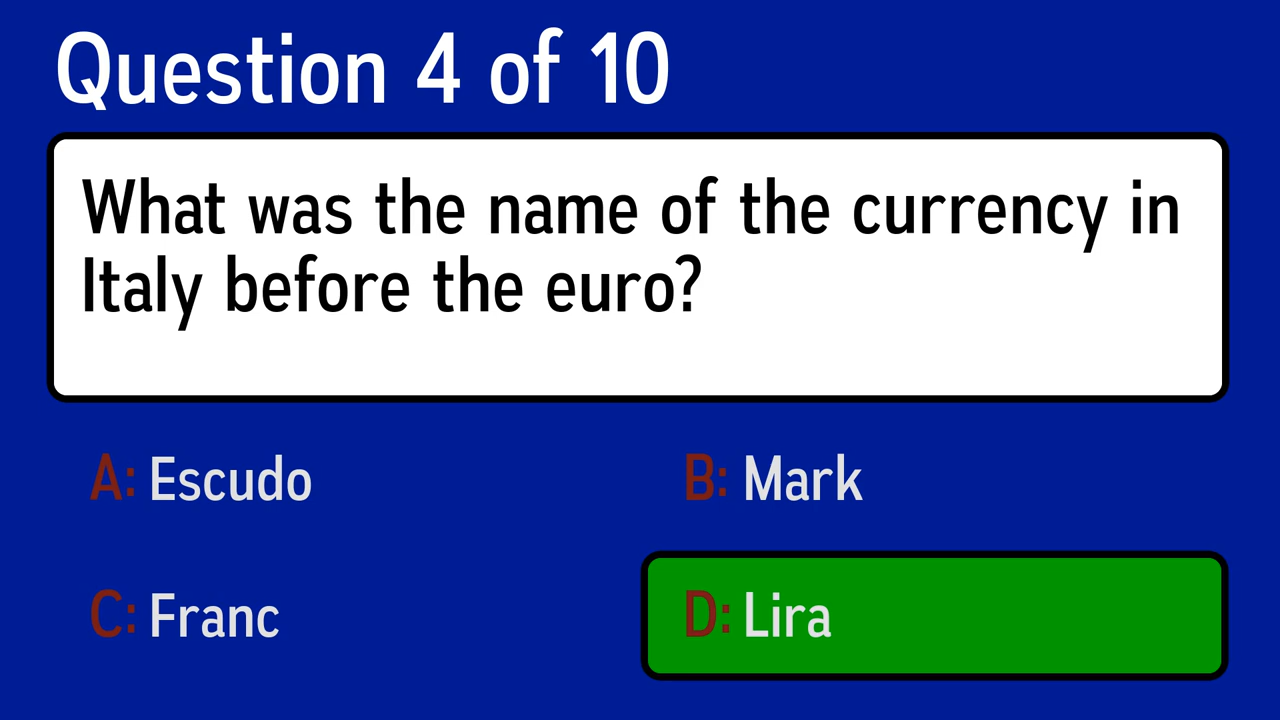 Question 4 of 10
What was the name of the currency in
Italy before the euro?
A: Escudo
B: Mark
C: Franc
D: Lira